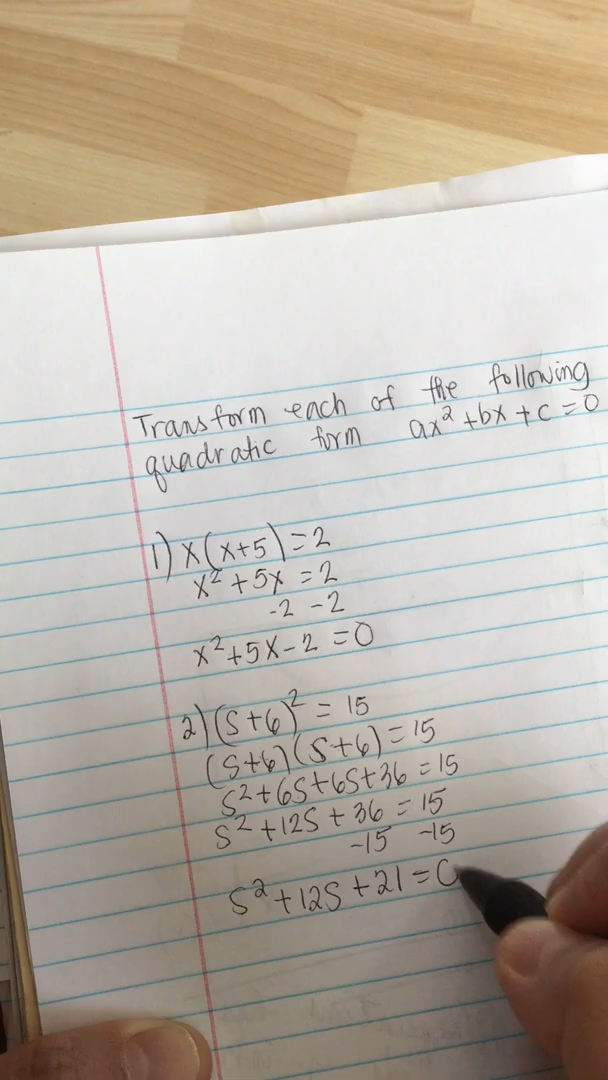 Transform each of the following
quadratic form ax² + bx + c = 0
1) x(x+5) = 2
x² + 5x = 2
-2 -2
x² + 5x - 2 = 0
2) (s+6)² = 15
(s+6)(s+6) = 15
s² + 6s + 6s + 36 = 15
s² + 12s + 36 = 15
-15 -15
s² + 12s + 21 = 0